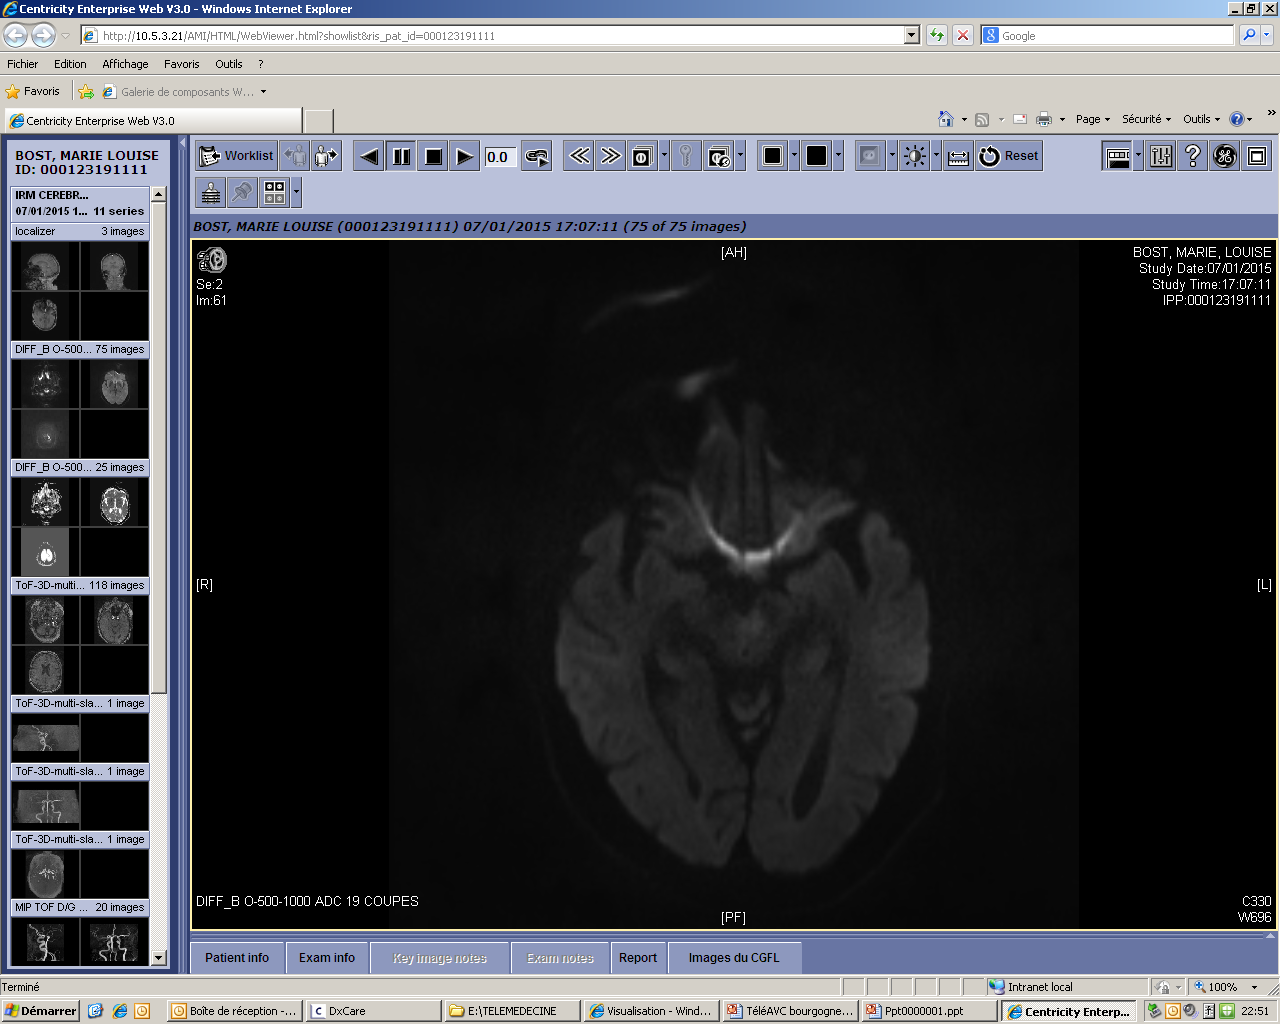 Centricity Enterprise Web V3.0 - Windows Internet Explorer
http://10.5.3.21/AMI/HTML/WebViewer.html?showlist&ris_pat_id=000123191111
Google
Fichier Edition Affichage Favoris Outils ?
Favoris Galerie de composants W...
Centricity Enterprise Web V3.0
Page Sécurité Outils
BOST, MARIE LOUISE
ID: 000123191111
Worklist 0.0 Reset
IRM CEREBR...
07/01/2015 1... 11 series
localizer 3 images
DIFF_B O-500... 75 images
DIFF_B O-500... 25 images
ToF-3D-multi... 118 images
ToF-3D-multi-sla... 1 image
ToF-3D-multi-sla... 1 image
ToF-3D-multi-sla... 1 image
MIP TOF D/G ... 20 images
BOST, MARIE LOUISE (000123191111) 07/01/2015 17:07:11 (75 of 75 images)
Se:2
Im:61
[AH]
BOST, MARIE, LOUISE
Study Date:07/01/2015
Study Time:17:07:11
IPP:000123191111
[R]
[L]
DIFF_B O-500-1000 ADC 19 COUPES
[PF]
C330
W696
Patient info Exam info Key image notes Exam notes Report Images du CGFL
Terminé Intranet local 100%
Démarrer Boîte de réception -... DxCare E:\TELEMEDECINE Visualisation - Wind... TéléAVC bourgogne... Ppt0000001.ppt Centricity Enterp... 22:51